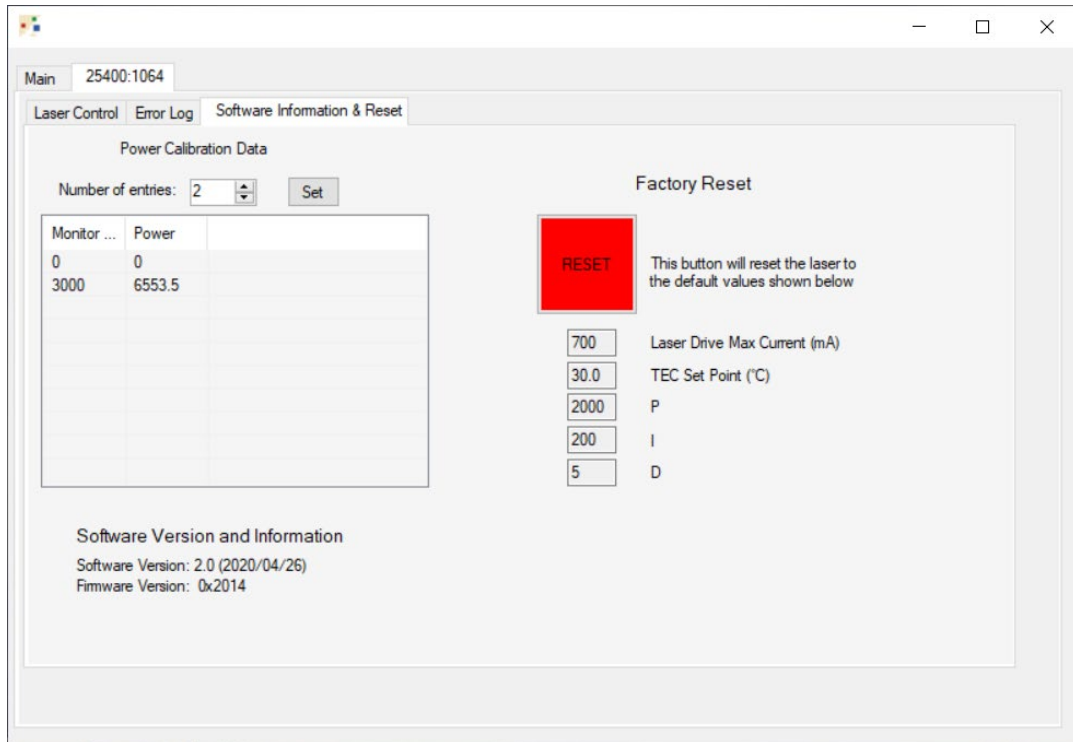 Main 25400:1064
Laser Control Error Log Software Information & Reset
Power Calibration Data
Number of entries: 2 Set
Monitor ... Power
0 0
3000 6553.5
Factory Reset
RESET
This button will reset the laser to
the default values shown below
700 Laser Drive Max Current (mA)
30.0 TEC Set Point (°C)
2000 P
200 I
5 D
Software Version and Information
Software Version: 2.0 (2020/04/26)
Firmware Version: 0x2014